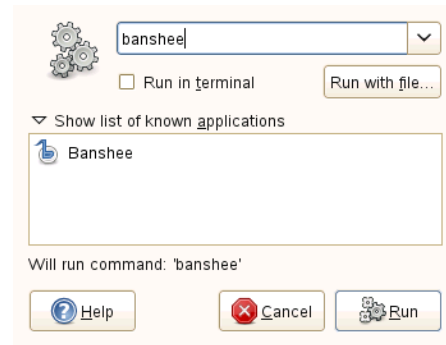 banshee
Run in terminal
Run with file...
Show list of known applications
Banshee
Will run command: 'banshee'
Help
Cancel
Run